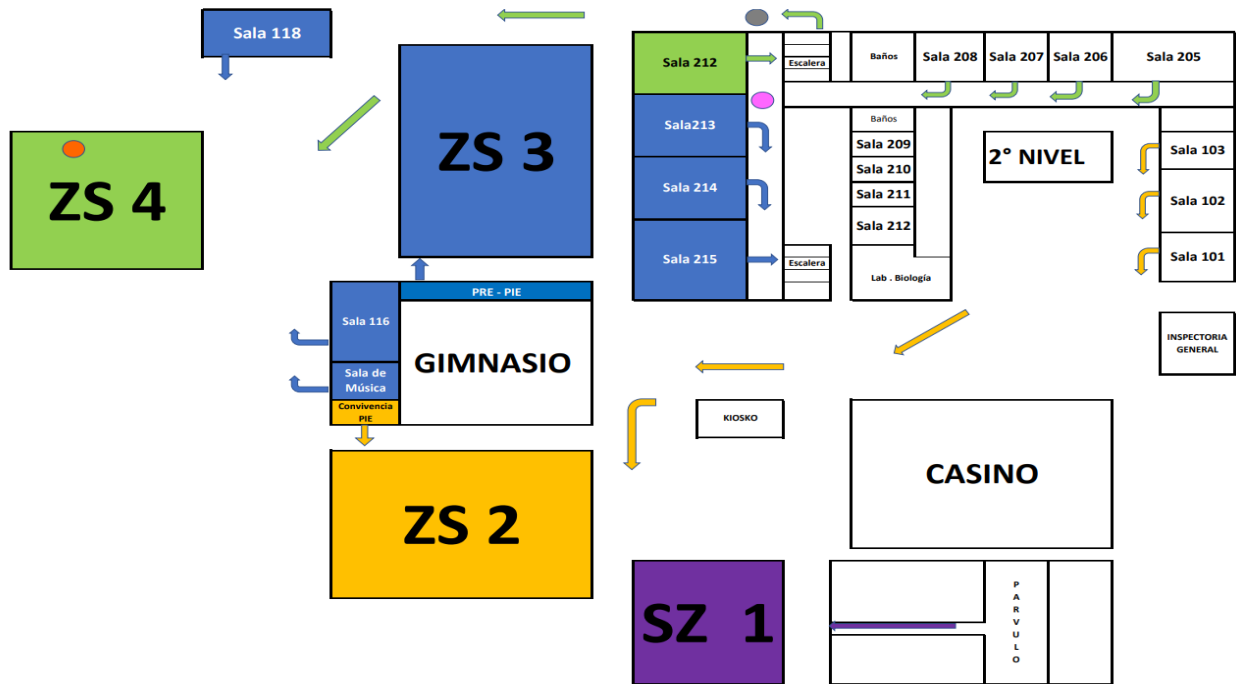 Sala 118
Sala 212
Escalera
Baños
Sala 208
Sala 207
Sala 206
Sala 205
ZS 3
ZS 4
Sala213
Baños
Sala 209
Sala 210
Sala 211
Sala 212
2° NIVEL
Sala 103
Sala 102
Sala 101
Sala 214
Sala 215
Escalera
Lab . Biología
PRE - PIE
Sala 116
GIMNASIO
Sala de
Música
Convivencia
PIE
INSPECTORIA
GENERAL
KIOSKO
CASINO
ZS 2
SZ 1
PARVULO